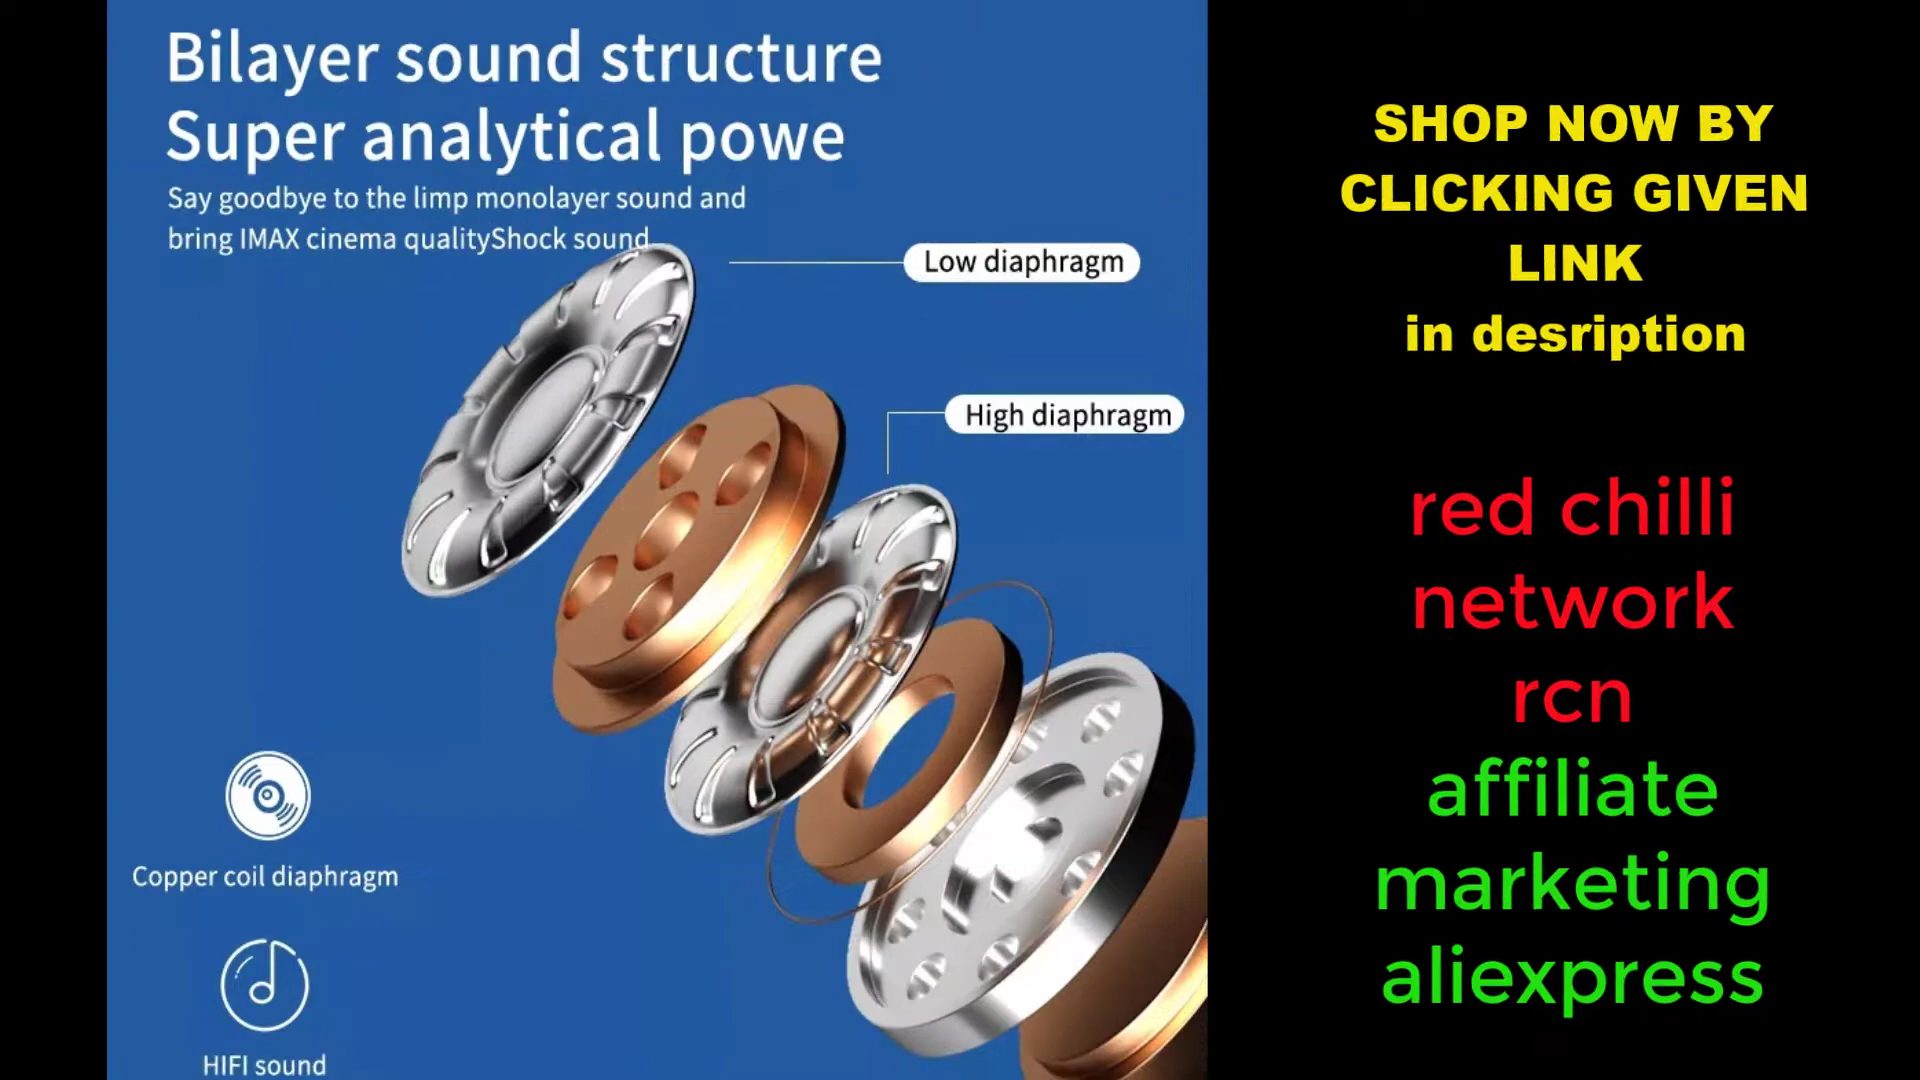 Bilayer sound structure
Super analytical powe
Say goodbye to the limp monolayer sound and
bring IMAX cinema qualityShock sound
Low diaphragm
High diaphragm
Copper coil diaphragm
HIFI sound
SHOP NOW BY
CLICKING GIVEN
LINK
in desription
red chilli
network
rcn
affiliate
marketing
aliexpress